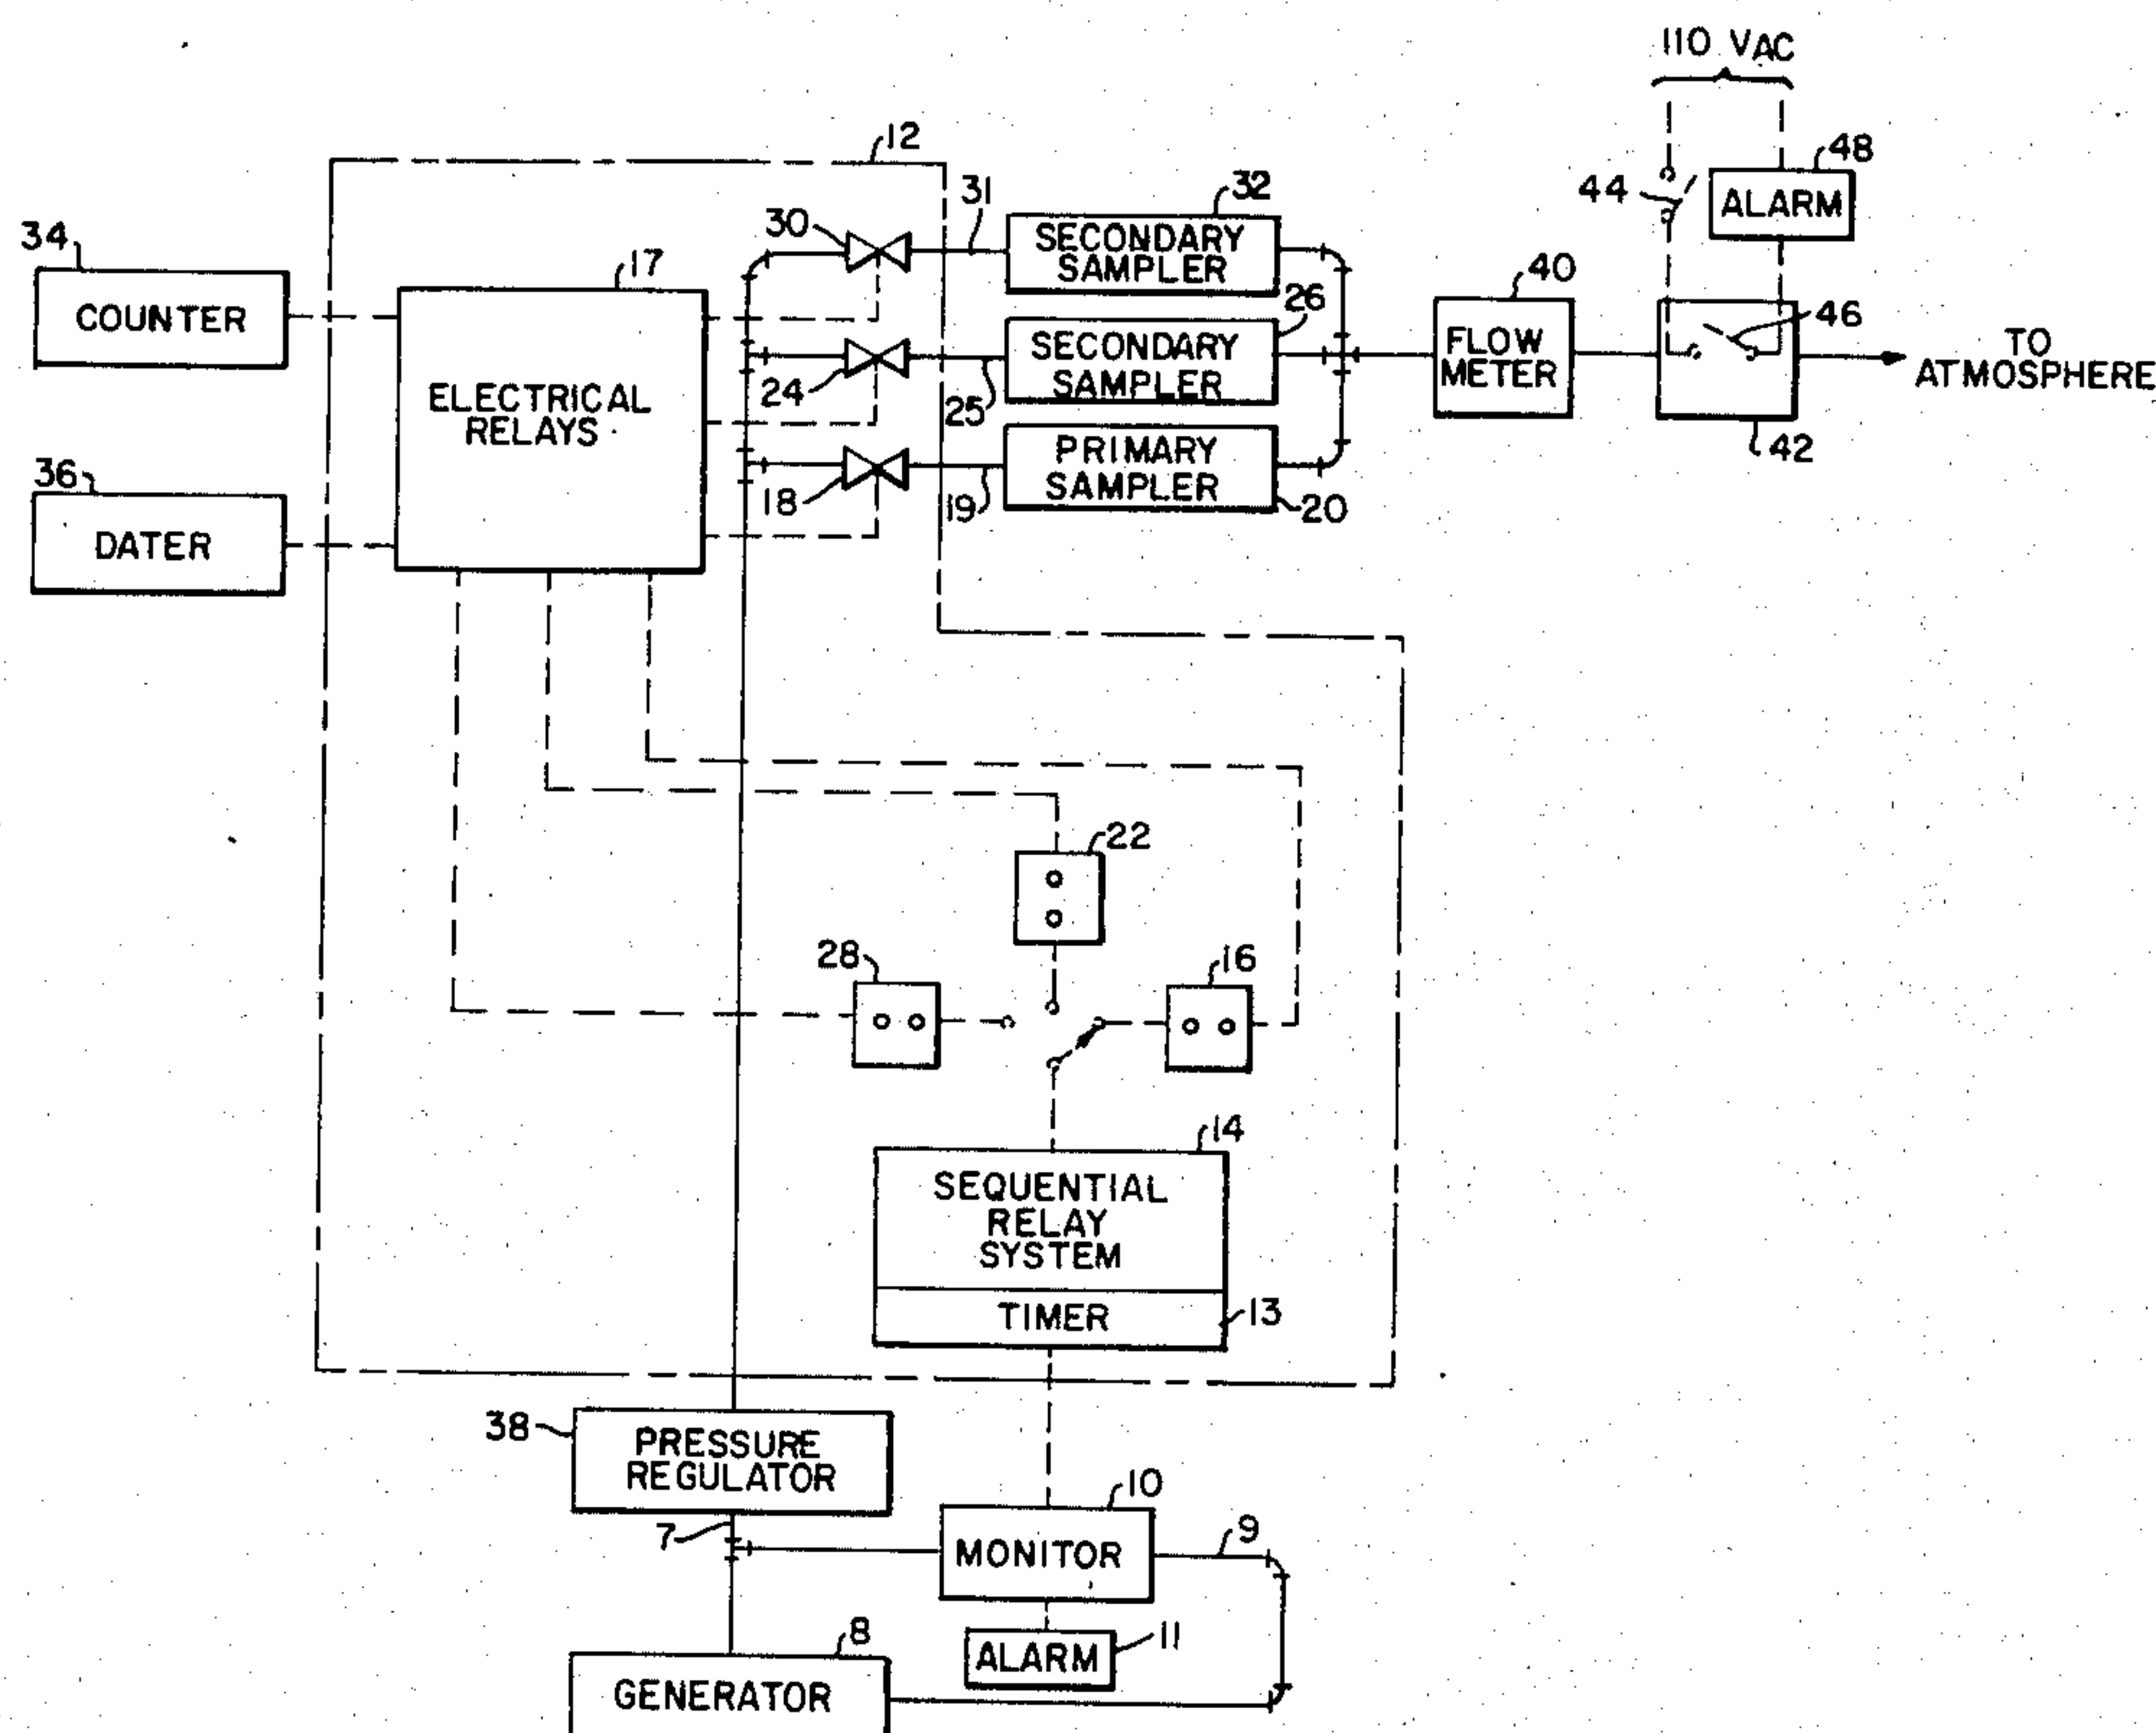 110 VAC
12
48
31
32
44
ALARM
34
30
SECONDARY
SAMPLER
17
40
26
COUNTER
46
SECONDARY
SAMPLER
FLOW
METER
TO
ATMOSPHERE
24
25
ELECTRICAL
RELAYS
PRIMARY
SAMPLER
42
36
18
19
20
DATER
22
28
16
14
SEQUENTIAL
RELAY
SYSTEM
TIMER
13
38
PRESSURE
REGULATOR
10
7
9
MONITOR
8
11
ALARM
GENERATOR